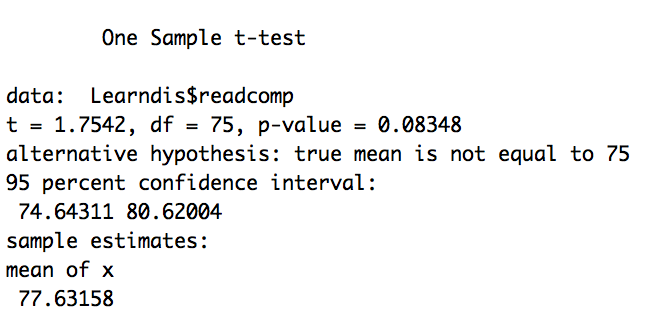 One Sample t-test
data:  Learndis$readcomp
t = 1.7542, df = 75, p-value = 0.08348
alternative hypothesis: true mean is not equal to 75
95 percent confidence interval:
 74.64311 80.62004
sample estimates:
mean of x
 77.63158